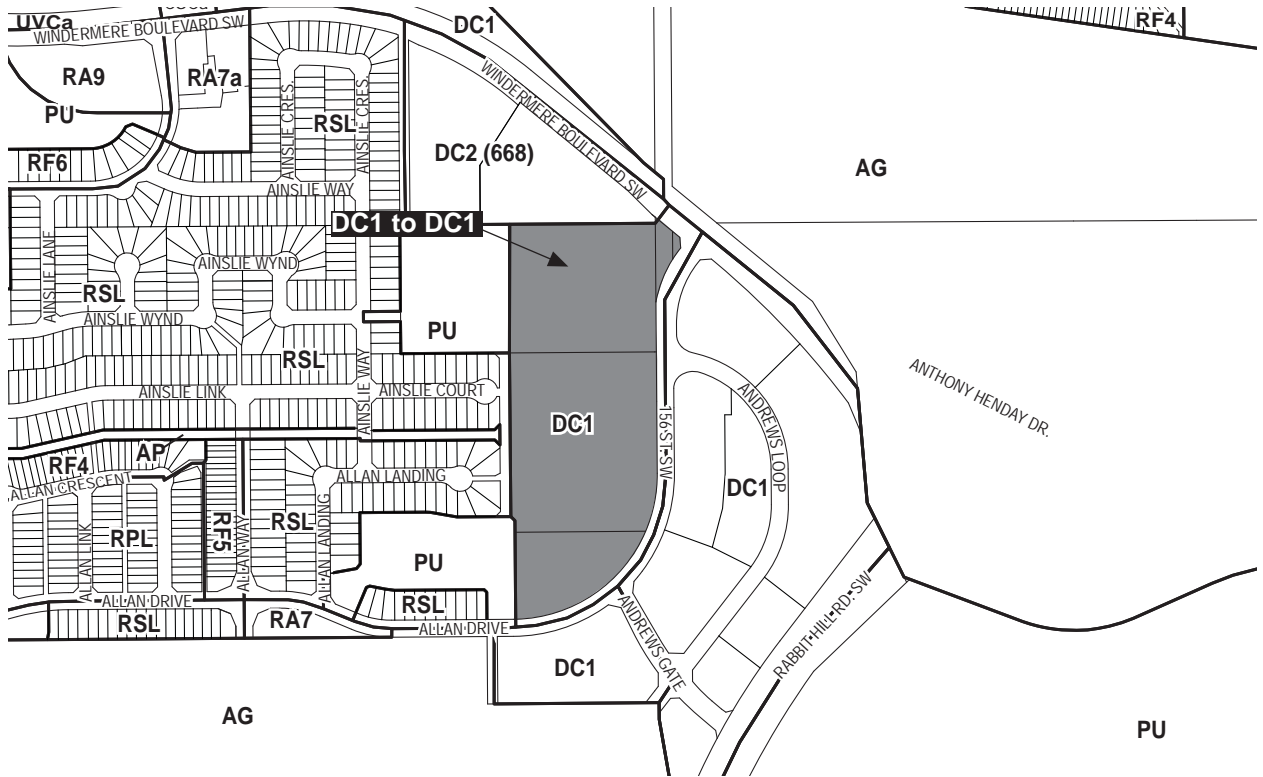 UVCa
WINDERMERE BOULEVARD SW
DC1
RF4
RA9
RA7a
PU
AINSLIE CRES.
AINSLIE CRES.
RSL
WINDERMERE BOULEVARD SW
DC2 (668)
AG
RF6
AINSLIE WAY
DC1 to DC1
AINSLIE LANE
AINSLIE WYND
RSL
AINSLIE WYND
PU
RSL
AINSLIE WAY
AINSLIE LINK
AINSLIE COURT
ANTHONY HENDAY DR.
ANDREWS LOOP
156 ST. SW
DC1
AP
RF4
ALLAN CRESCENT
ALLAN LANDING
DC1
RF5
RSL
RPL
ALLAN LINK
ALLAN WAY
ALLAN LANDING
PU
ALLAN DRIVE
RSL
RSL
RA7
ALLAN DRIVE
ANDREWS GATE
RABBIT HILL RD. SW
DC1
AG
PU